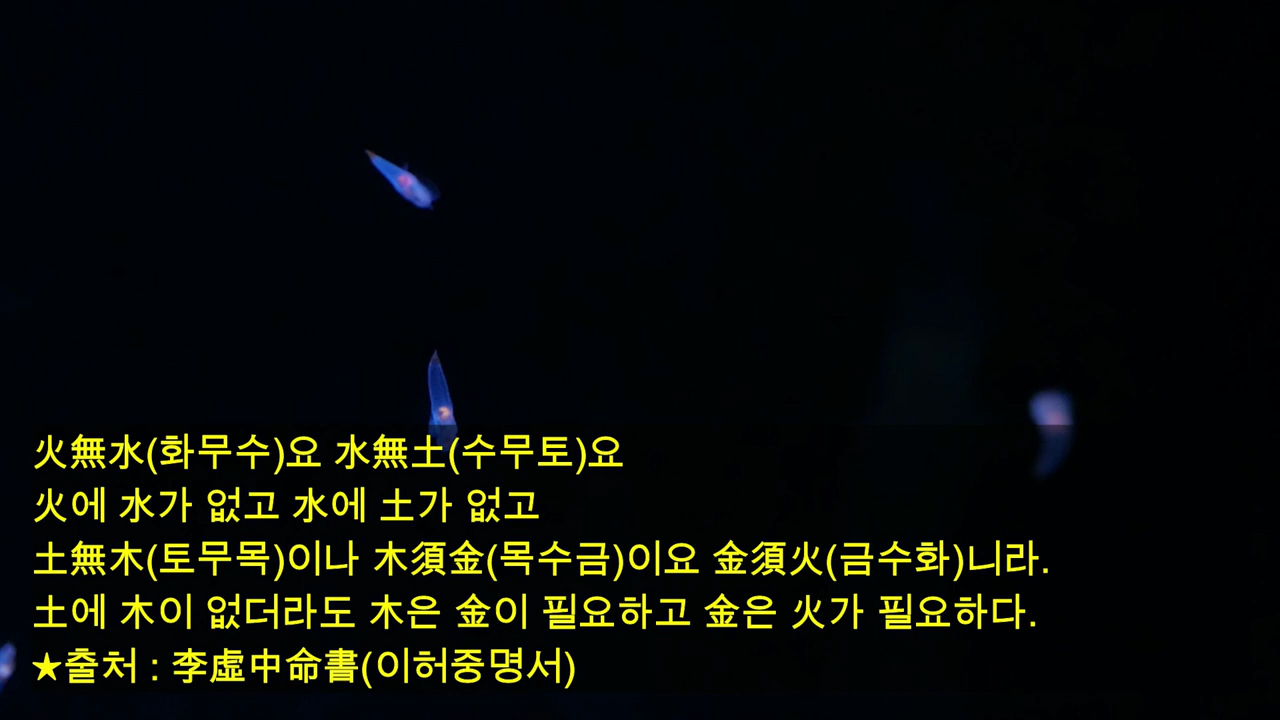 火無水(화무수)요 水無土(수무토)요
火에 水가 없고 水에 土가 없고
土無木(토무목)이나 木須金(목수금)이요 金須火(금수화)니라.
土에 木이 없더라도 木은 金이 필요하고 金은 火가 필요하다.
★출처 : 李虛中命書(이허중명서)